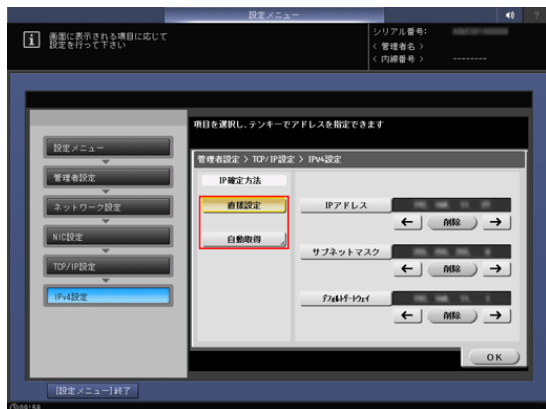 設定メニュー
?
i
画面に表示される項目に応じて
設定を行って下さい
シリアル番号:
< 管理者名 >
< 内線番号 > --------
項目を選択し、テンキーでアドレスを指定できます
設定メニュー
管理者設定
ネットワーク設定
NIC設定
TCP/IP設定
IPv4設定
管理者設定 > TCP/IP設定 > IPv4設定
IP確定方法
直接設定
自動取得
IPアドレス
← 削除 →
サブネットマスク
← 削除 →
デフォルトゲートウェイ
← 削除 →
OK
[設定メニュー]終了